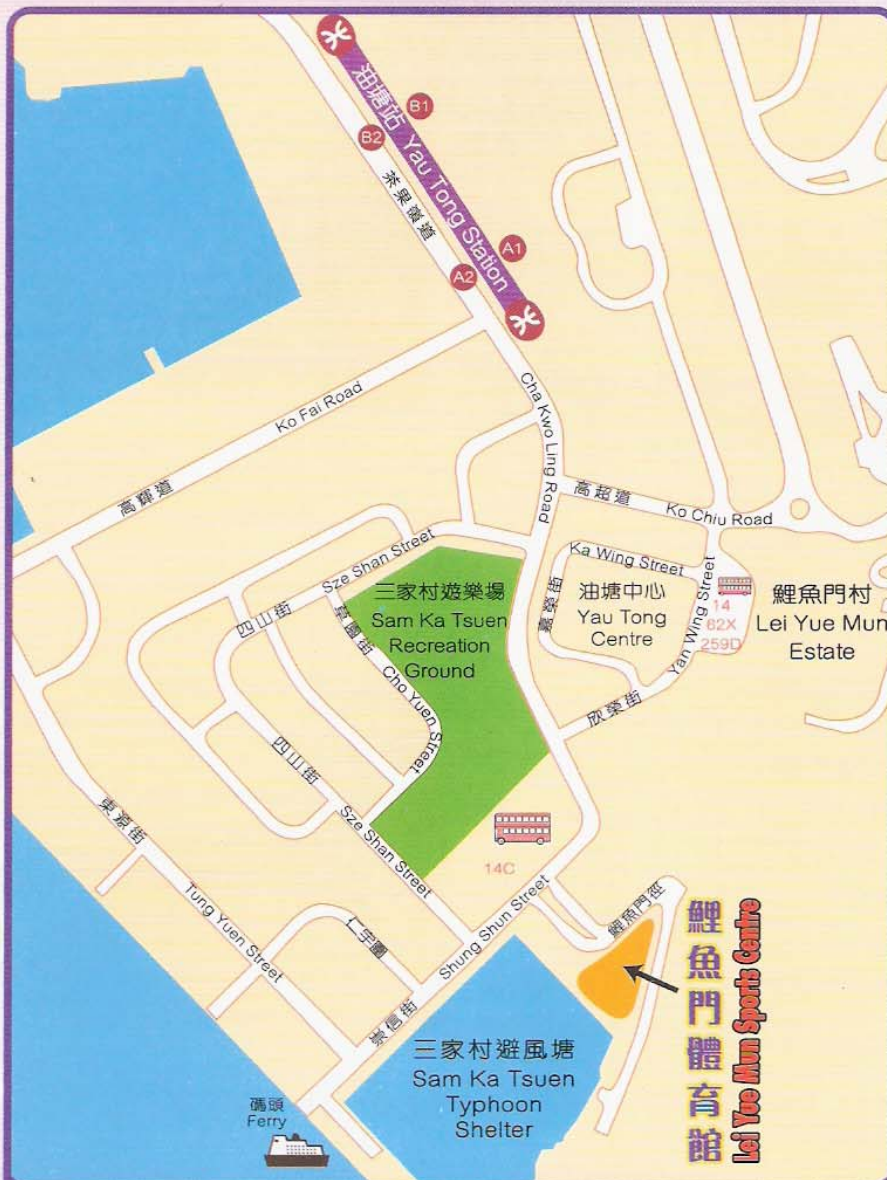 油塘站 Yau Tong Station
B1
B2
茶果嶺道
A1
A2
Cha Kwo Ling Road
Ko Fai Road
高輝道
高超道
Ko Chiu Road
Sze Shan Street
四山街
三家村遊樂場
Sam Ka Tsuen
Recreation
Ground
草園街
Cho Yuen Street
Ka Wing Street
嘉榮街
油塘中心
Yau Tong
Centre
Yan Wing Street
欣榮街
14
62X
259D
鯉魚門村
Lei Yue Mun
Estate
四山街
Sze Shan Street
東源街
Tung Yuen Street
14C
仁宇圍
Shung Shun Street
崇信街
鯉魚門徑
鯉魚門體育館
Lei Yue Mun Sports Centre
三家村避風塘
Sam Ka Tsuen
Typhoon
Shelter
碼頭
Ferry